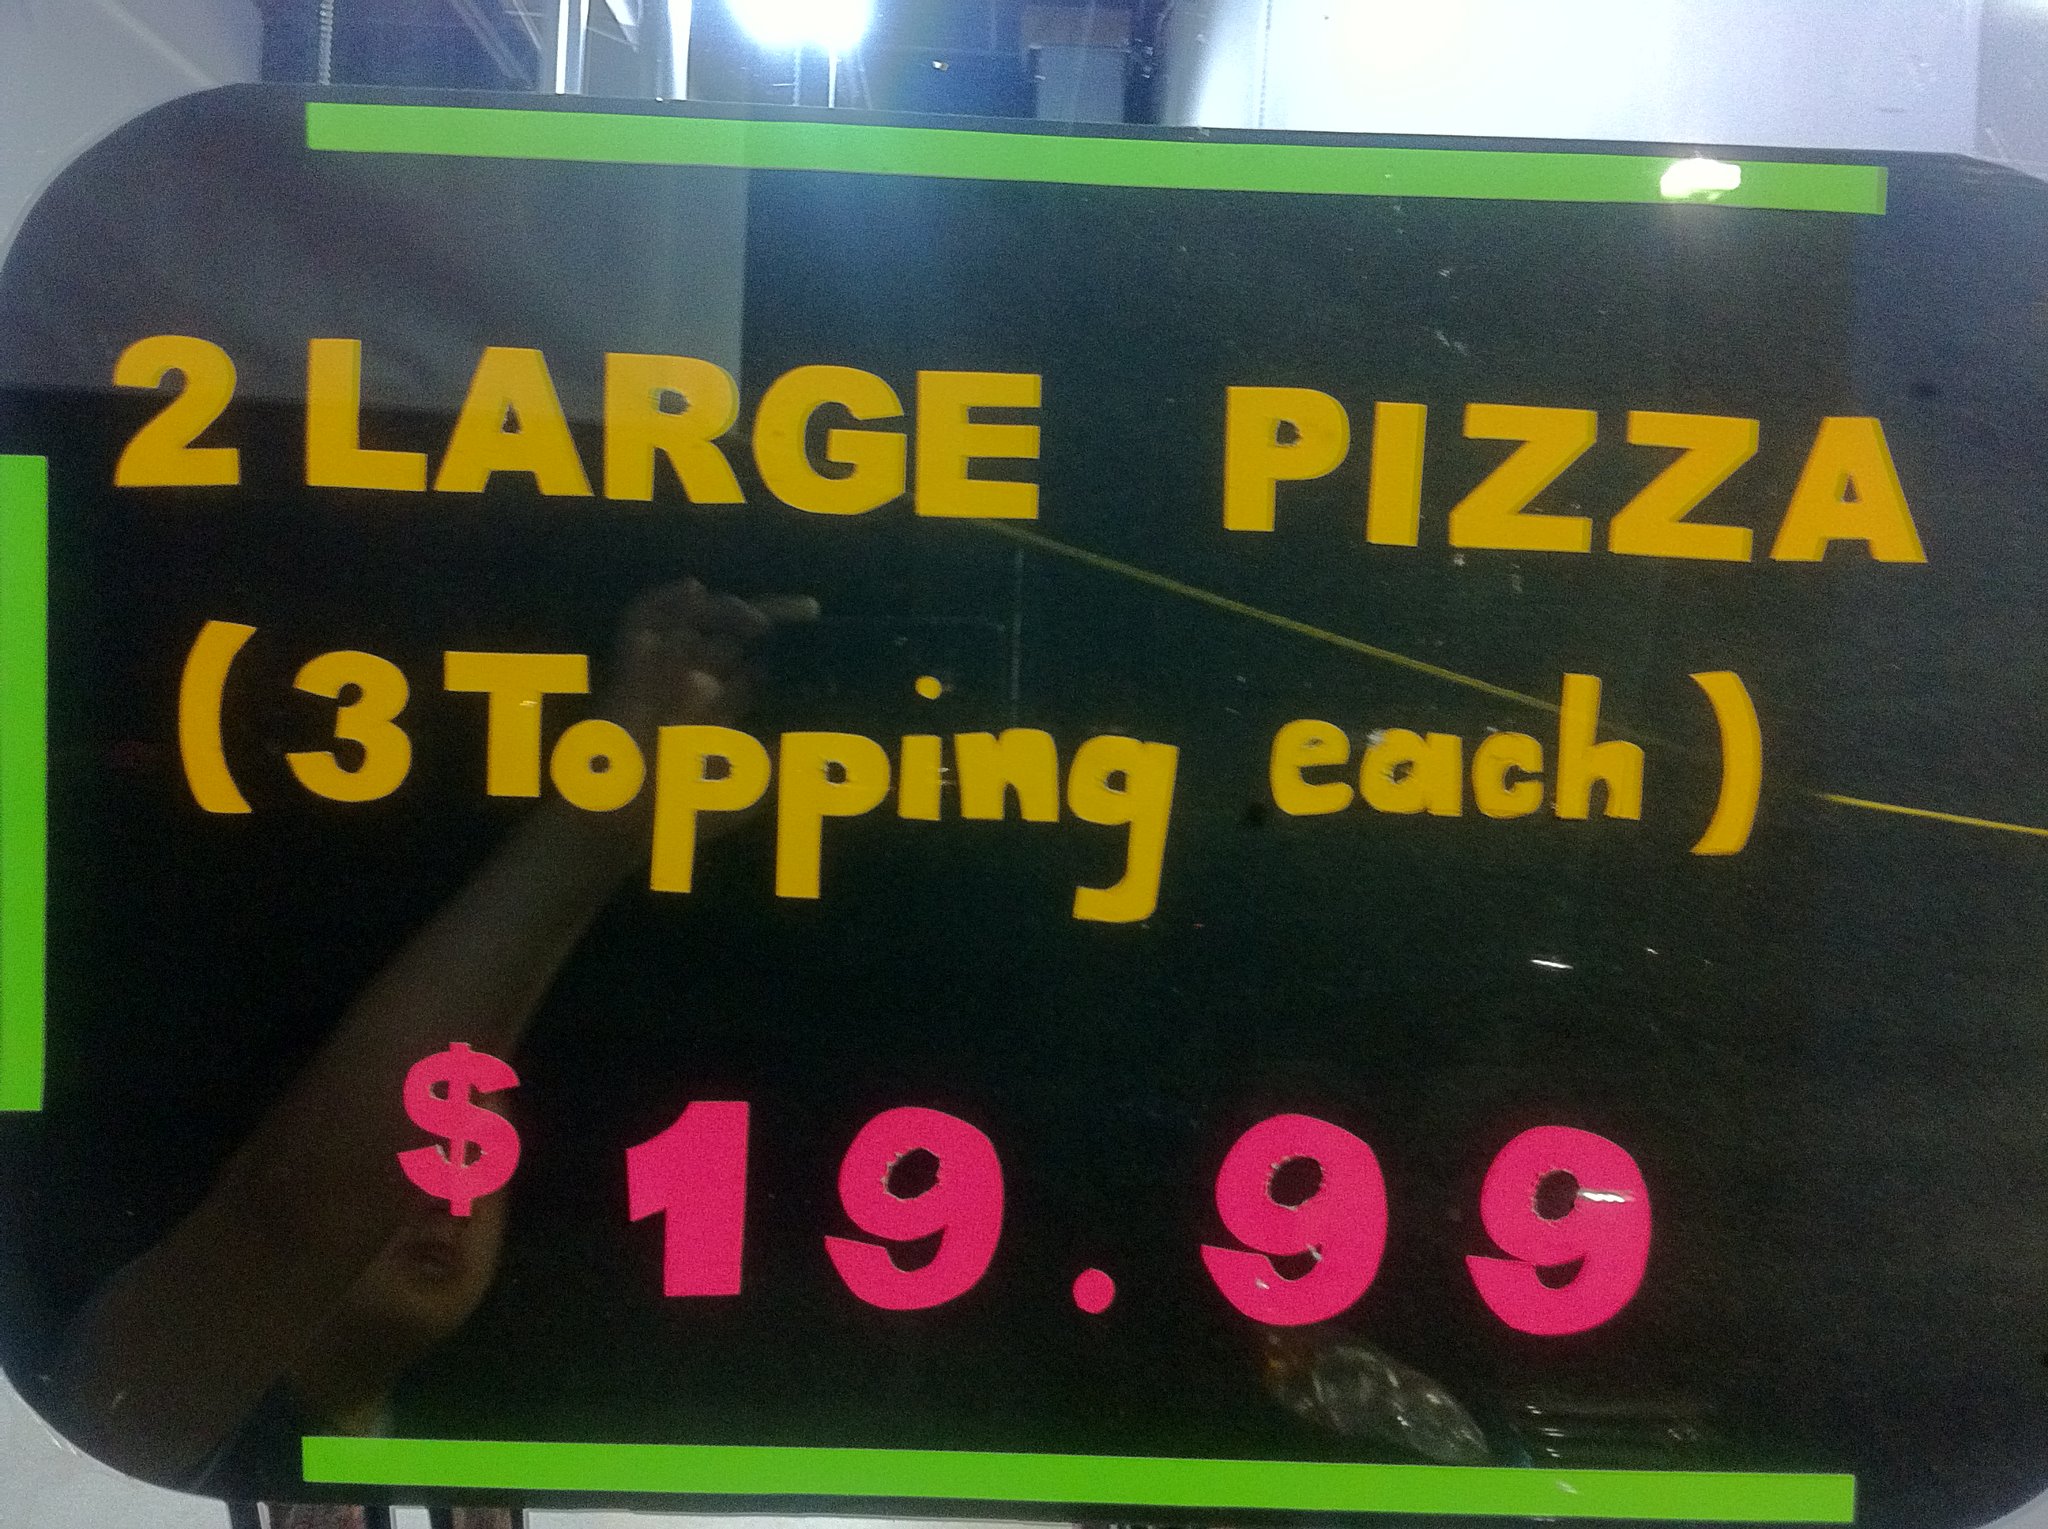 2 LARGE PIZZA
(3 Topping each)
$19.99